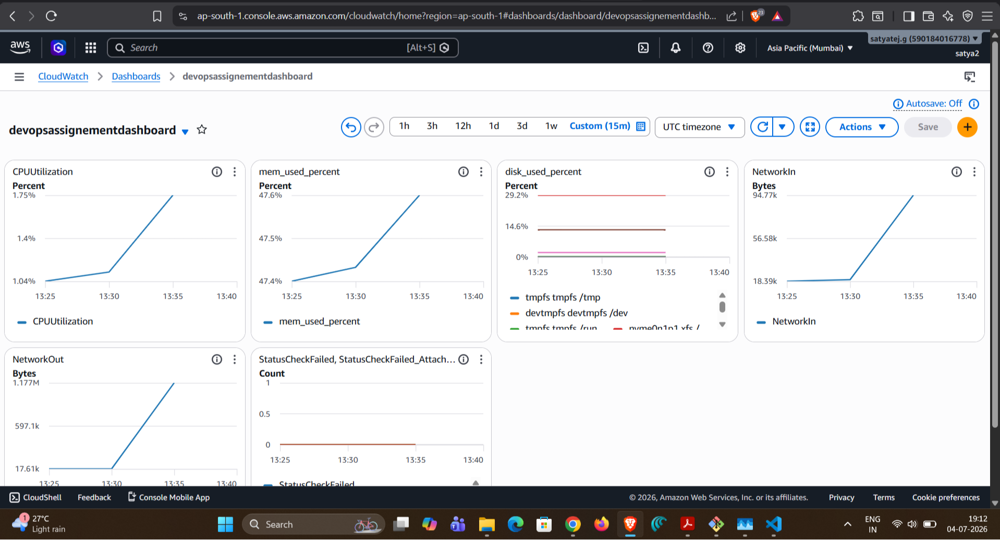 ap-south-1.console.aws.amazon.com/cloudwatch/home?region=ap-south-1#dashboards/dashboard/devopsassignementdashb...
23
aws
Search
[Alt+S]
Asia Pacific (Mumbai)
satyatej.g (590184016778)
satya2
CloudWatch
Dashboards
devopsassignementdashboard
Autosave: Off
devopsassignementdashboard
1h
3h
12h
1d
3d
1w
Custom (15m)
UTC timezone
Actions
Save
CPUUtilization
Percent
1.75%
1.4%
1.04%
13:25
13:30
13:35
13:40
CPUUtilization
mem_used_percent
Percent
47.6%
47.5%
47.4%
13:25
13:30
13:35
13:40
mem_used_percent
disk_used_percent
Percent
29.2%
14.6%
0%
13:25
13:30
13:35
13:40
tmpfs tmpfs /tmp
devtmpfs devtmpfs /dev
tmpfs tmpfs /run
nvme0n1p1 xfs /
NetworkIn
Bytes
94.77k
56.58k
18.39k
13:25
13:30
13:35
13:40
NetworkIn
NetworkOut
Bytes
1.177M
597.1k
17.61k
13:25
13:30
13:35
13:40
StatusCheckFailed, StatusCheckFailed_Attach...
Count
1
0.5
0
13:25
13:30
13:35
13:40
StatusCheckFailed
CloudShell
Feedback
Console Mobile App
© 2026, Amazon Web Services, Inc. or its affiliates.
Privacy
Terms
Cookie preferences
1
27°C
Light rain
Search
ENG
IN
19:12
04-07-2026